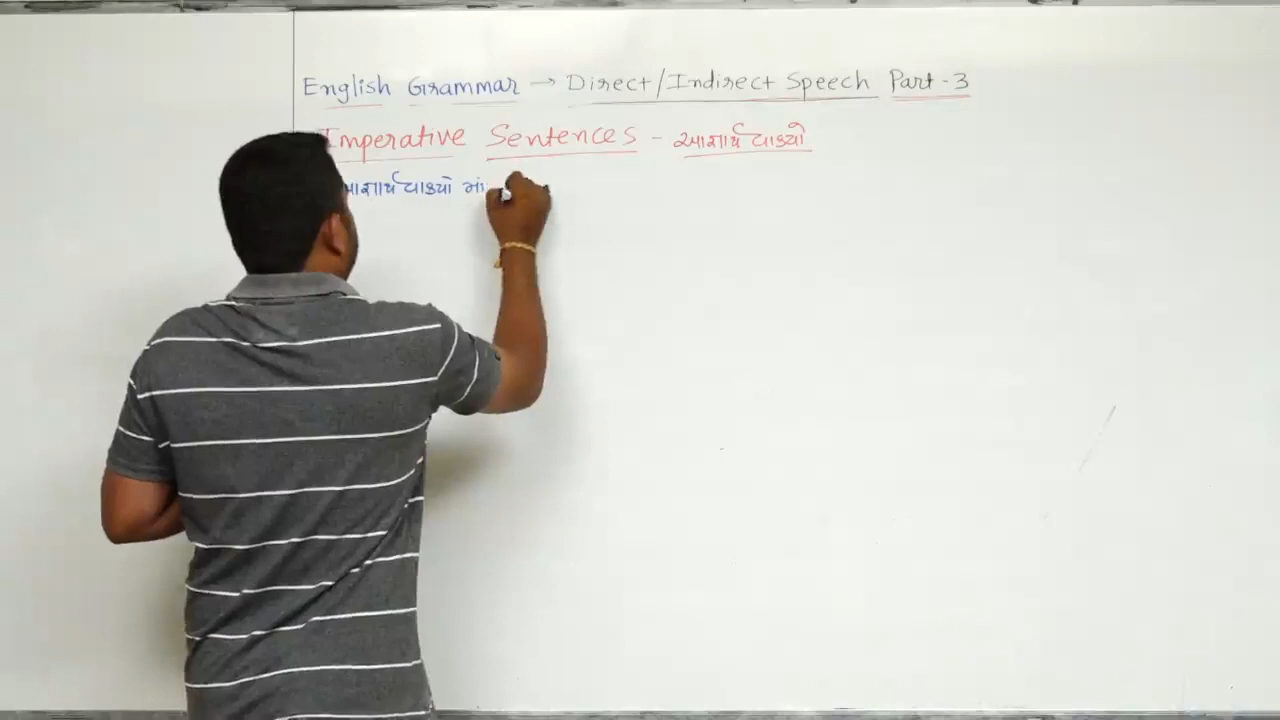 English Grammar → Direct/Indirect Speech Part-3
Imperative Sentences - આજ્ઞાર્થ વાક્યો
આજ્ઞાર્થ વાક્યો માં